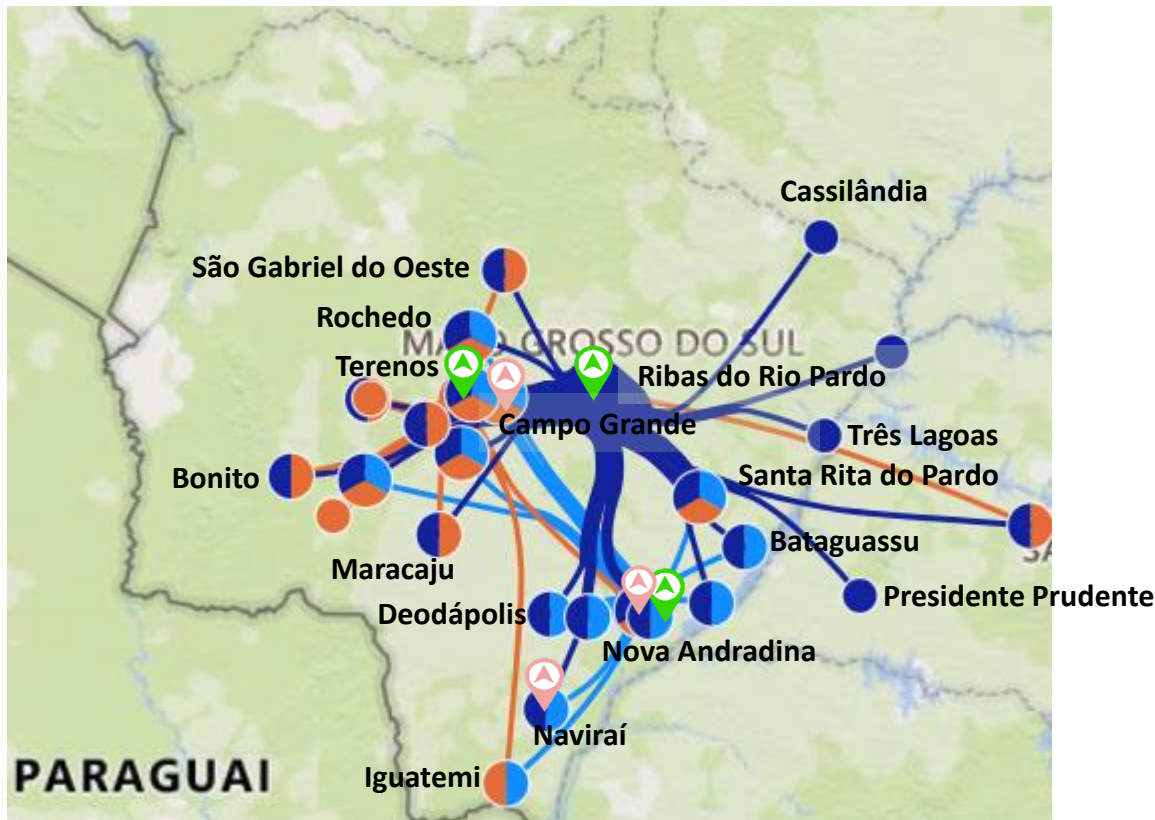 Cassilândia
São Gabriel do Oeste
Rochedo
MATO GROSSO DO SUL
Terenos
Ribas do Rio Pardo
Campo Grande
Três Lagoas
Bonito
Santa Rita do Pardo
Bataguassu
SÃ
Maracaju
Presidente Prudente
Deodápolis
Nova Andradina
Naviraí
Iguatemi
PARAGUAI